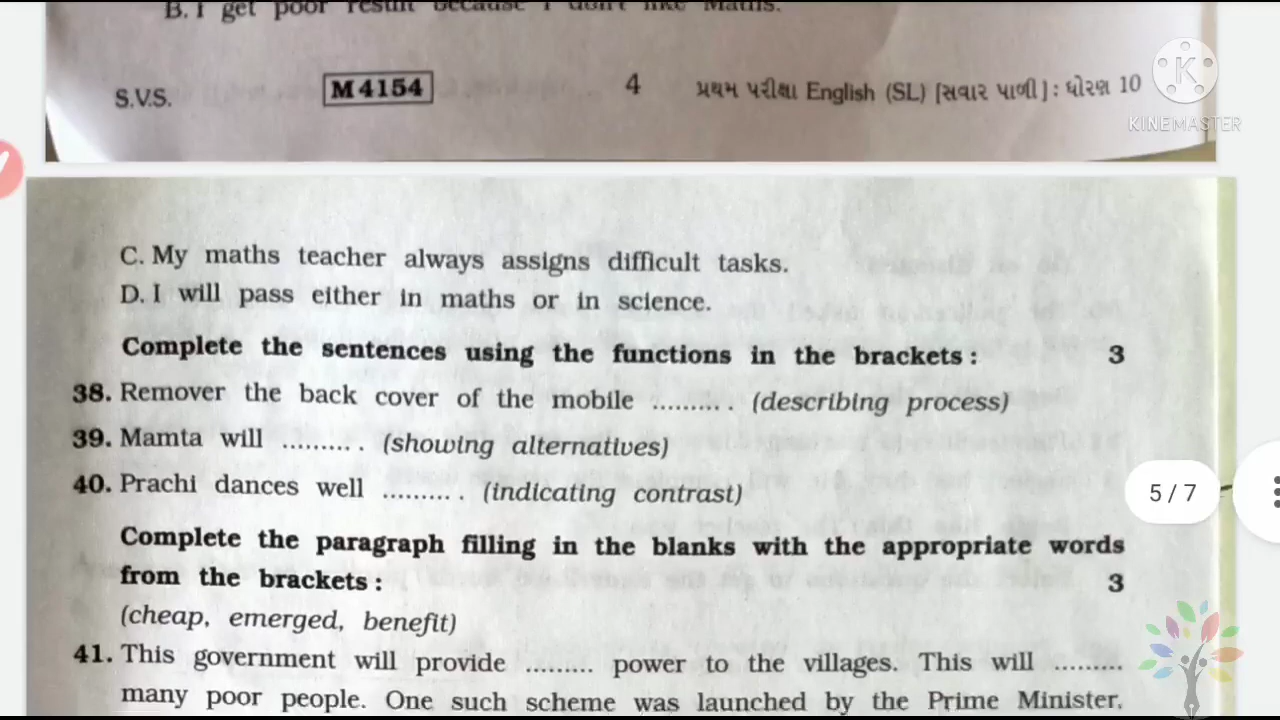 B. I get poor result because I don't like Maths.
S.V.S. M 4154 4 પ્રથમ પરીક્ષા English (SL) [સવાર પાળી] : ધોરણ 10
KINEMASTER
C. My maths teacher always assigns difficult tasks.
D. I will pass either in maths or in science.
Complete the sentences using the functions in the brackets : 3
38. Remover the back cover of the mobile .......... . (describing process)
39. Mamta will .......... . (showing alternatives)
40. Prachi dances well .......... . (indicating contrast)
5 / 7
Complete the paragraph filling in the blanks with the appropriate words
from the brackets : 3
(cheap, emerged, benefit)
41. This government will provide ......... power to the villages. This will .........
many poor people. One such scheme was launched by the Prime Minister.